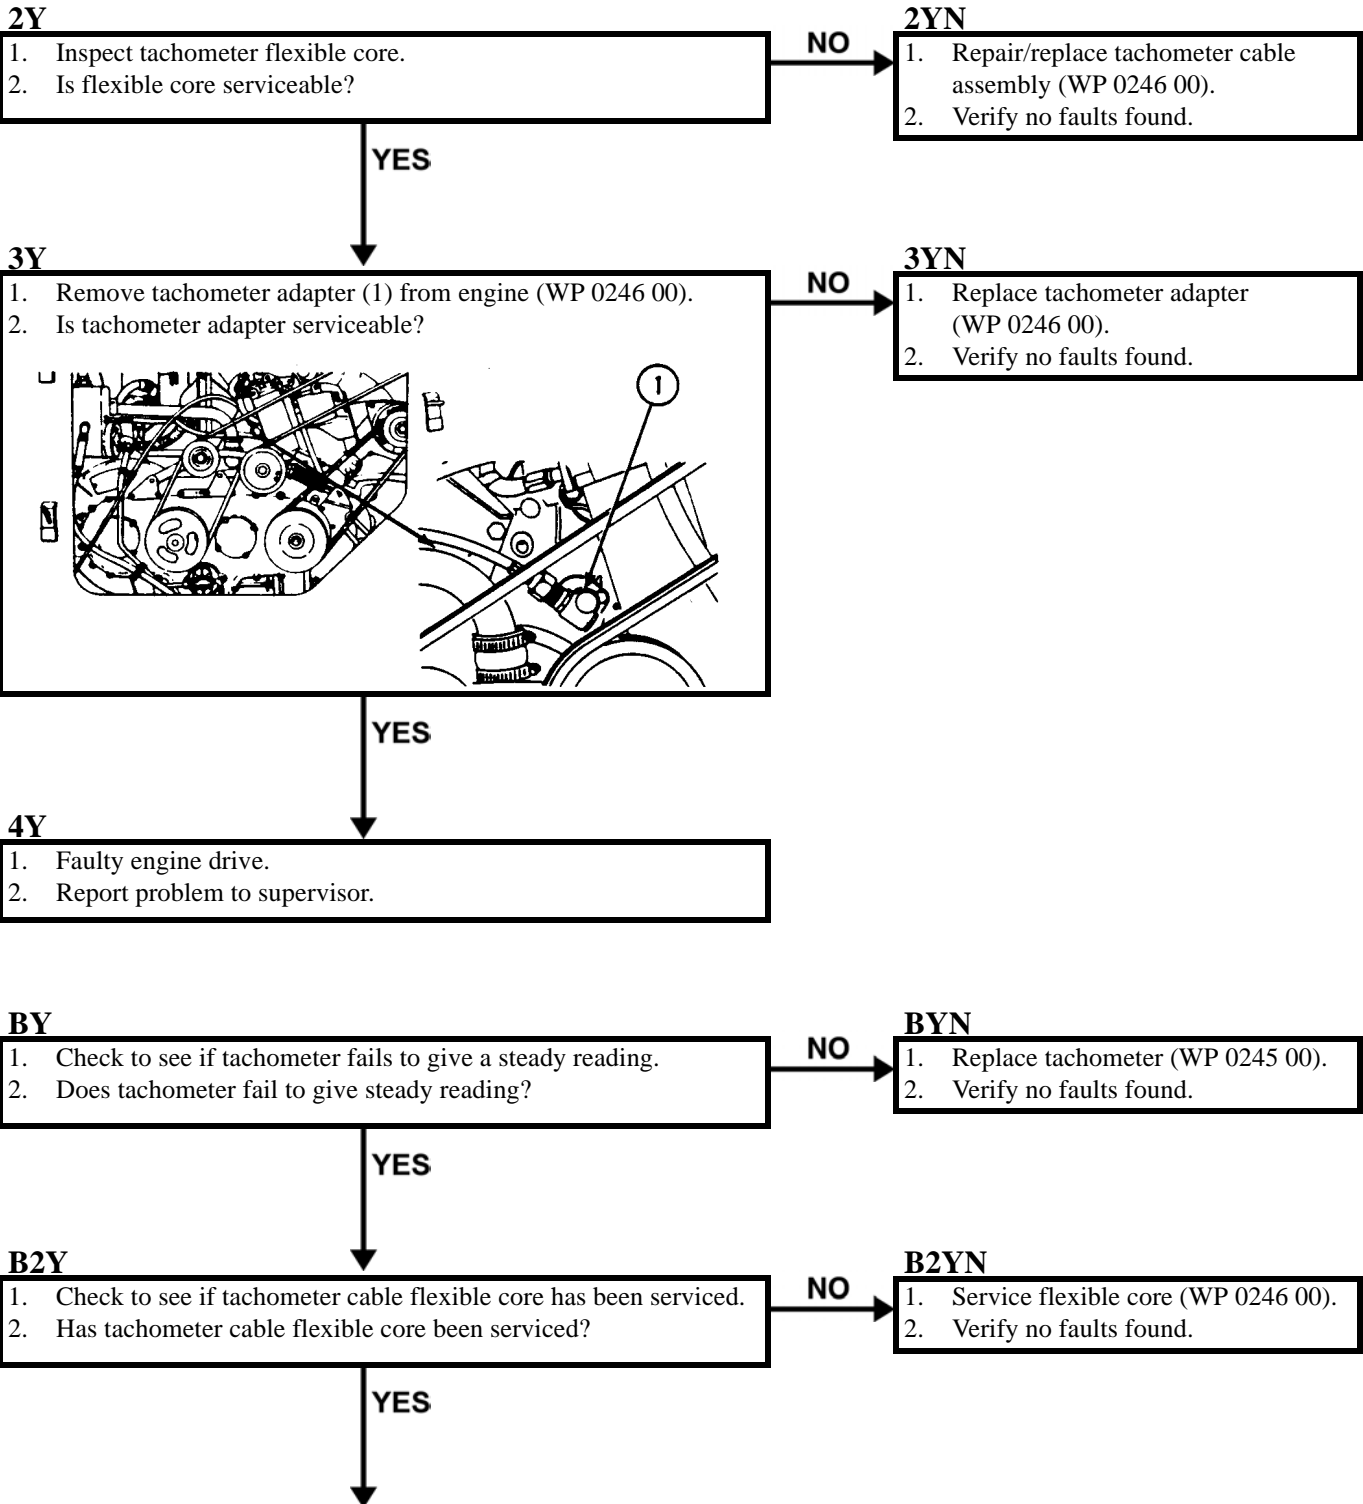 2Y
1. Inspect tachometer flexible core.
2. Is flexible core serviceable?
NO
2YN
1. Repair/replace tachometer cable
assembly (WP 0246 00).
2. Verify no faults found.
YES
3Y
1. Remove tachometer adapter (1) from engine (WP 0246 00).
2. Is tachometer adapter serviceable?
1
NO
3YN
1. Replace tachometer adapter
(WP 0246 00).
2. Verify no faults found.
YES
4Y
1. Faulty engine drive.
2. Report problem to supervisor.
BY
1. Check to see if tachometer fails to give a steady reading.
2. Does tachometer fail to give steady reading?
NO
BYN
1. Replace tachometer (WP 0245 00).
2. Verify no faults found.
YES
B2Y
1. Check to see if tachometer cable flexible core has been serviced.
2. Has tachometer cable flexible core been serviced?
NO
B2YN
1. Service flexible core (WP 0246 00).
2. Verify no faults found.
YES